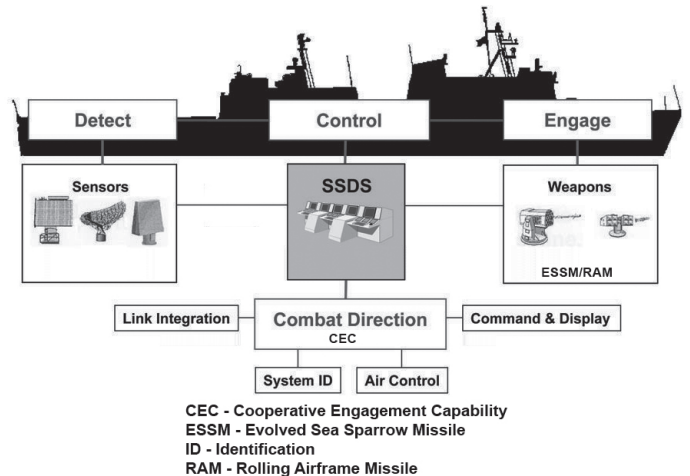 Detect
Control
Engage
Sensors
SSDS
Weapons
ESSM/RAM
Link Integration
Combat Direction
CEC
Command & Display
System ID
Air Control
CEC - Cooperative Engagement Capability
ESSM - Evolved Sea Sparrow Missile
ID - Identification
RAM - Rolling Airframe Missile